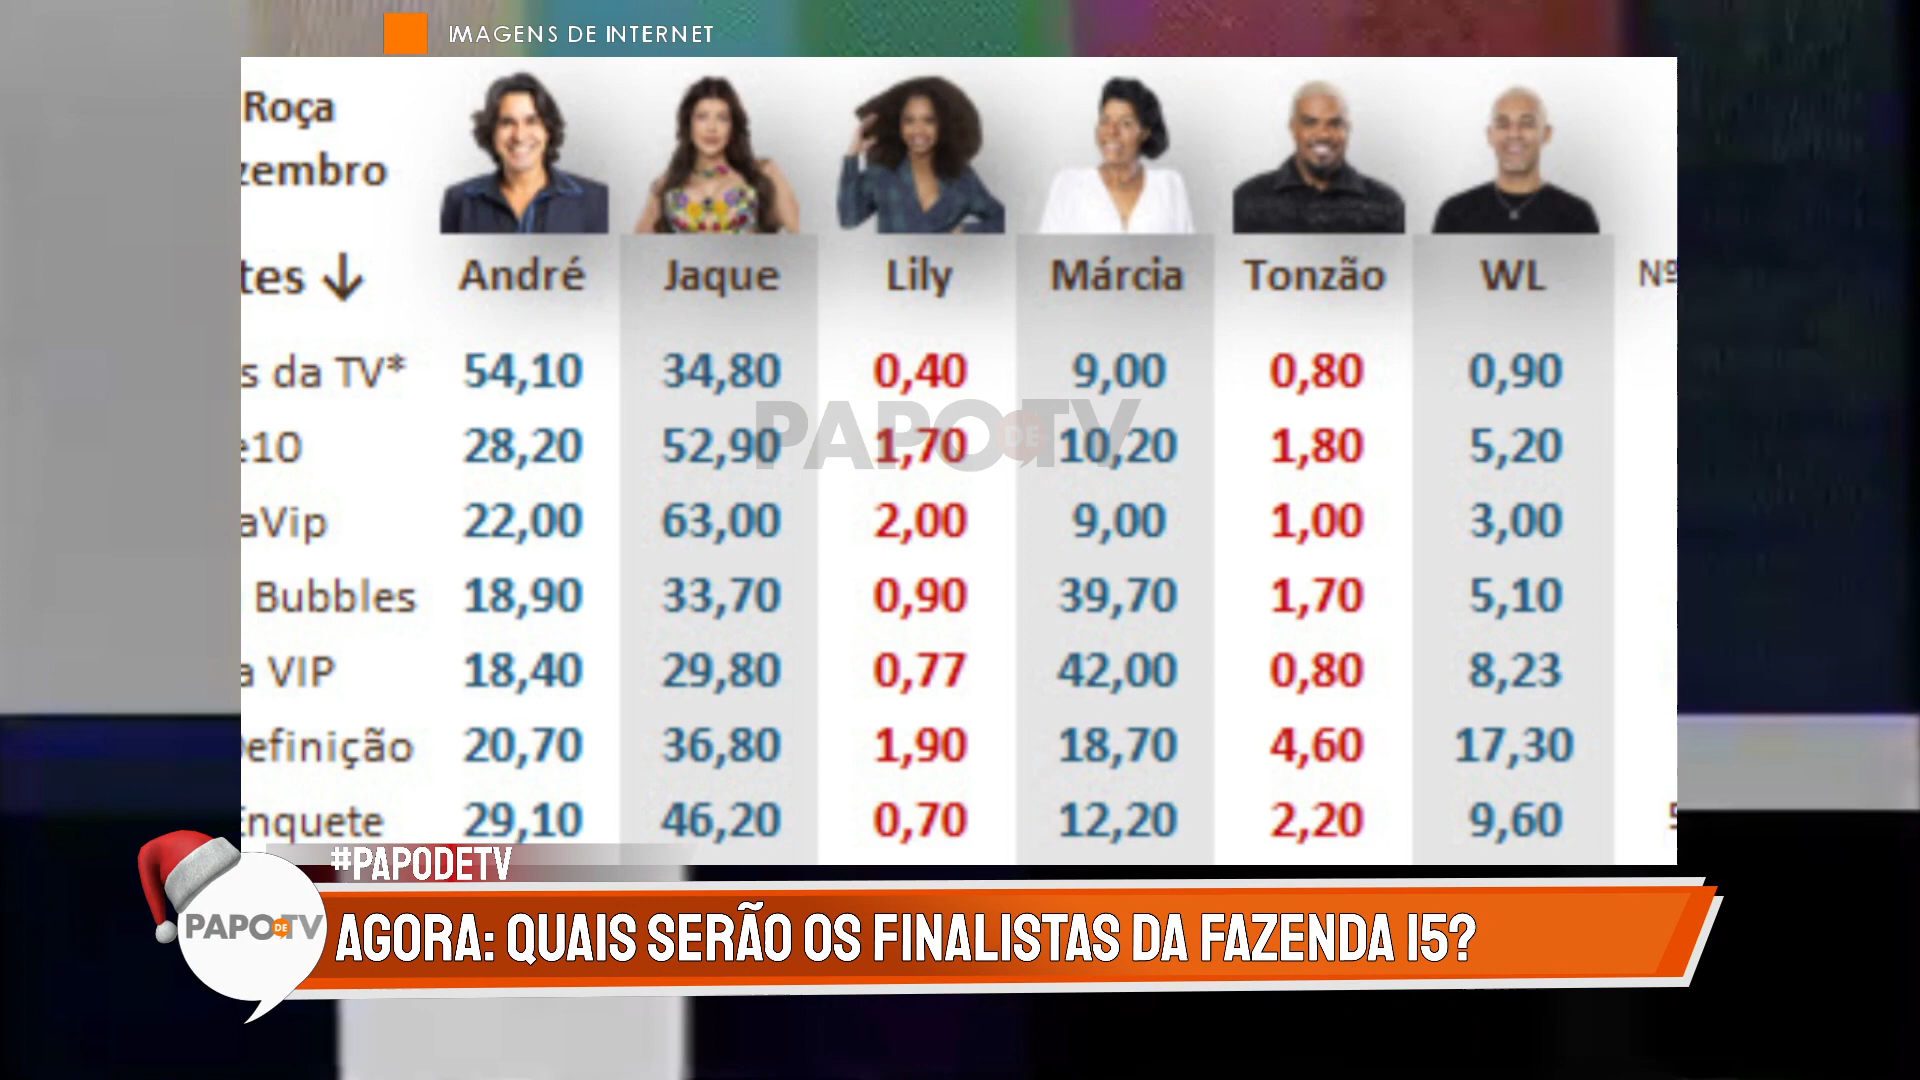 IMAGENS DE INTERNET
Roça
zembro
tes ↓ André Jaque Lily Márcia Tonzão WL Nº
s da TV* 54,10 34,80 0,40 9,00 0,80 0,90
e10 28,20 52,90 1,70 10,20 1,80 5,20
aVip 22,00 63,00 2,00 9,00 1,00 3,00
Bubbles 18,90 33,70 0,90 39,70 1,70 5,10
a VIP 18,40 29,80 0,77 42,00 0,80 8,23
efinição 20,70 36,80 1,90 18,70 4,60 17,30
Enquete 29,10 46,20 0,70 12,20 2,20 9,60
PAPO DE TV
#PAPODETV
PAPO DE TV
AGORA: QUAIS SERÃO OS FINALISTAS DA FAZENDA 15?